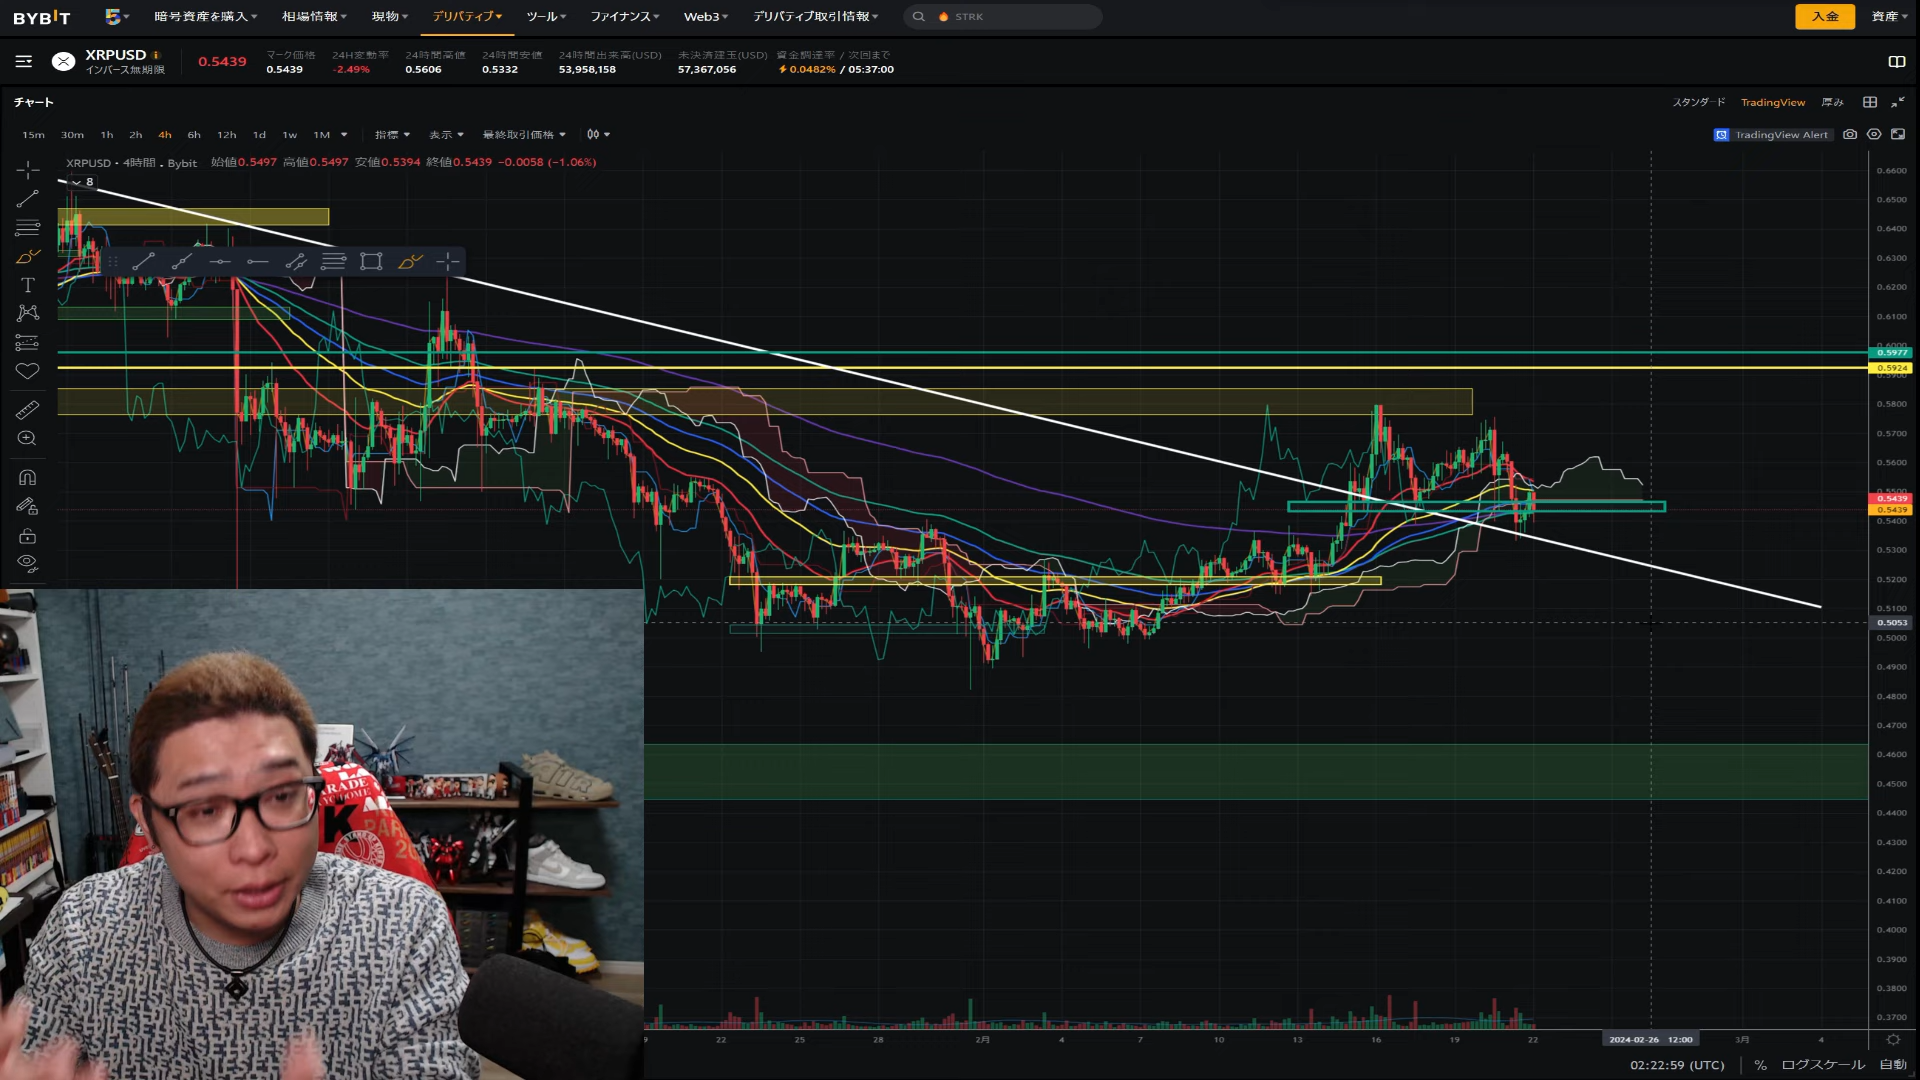 BYBIT 暗号資産を購入 相場情報 現物 デリバティブ ツール ファイナンス Web3 デリバティブ取引情報 STRK 入金 資産
XRPUSD
インバース無期限
0.5439
マーク価格 24H変動率 24時間高値 24時間安値 24時間出来高(USD) 未決済建玉(USD) 資金調達率 / 次回まで
0.5439 -2.49% 0.5606 0.5332 53,958,158 57,367,056 0.0482% / 05:37:00
チャート
スタンダード TradingView 厚み
15m 30m 1h 2h 4h 6h 12h 1d 1w 1M 指標 表示 最終取引価格
TradingView Alert
XRPUSD・4時間・Bybit 始値0.5497 高値0.5497 安値0.5394 終値0.5439 −0.0058 (−1.06%)
8
0.6600
0.6500
0.6400
0.6300
0.6200
0.6100
0.5977
0.5924
0.5800
0.5700
0.5600
0.5439
0.5439
0.5400
0.5300
0.5200
0.5100
0.5053
0.5000
0.4900
0.4800
0.4700
0.4600
0.4500
0.4400
0.4300
0.4200
0.4100
0.4000
0.3900
0.3800
0.3700
22 25 28 2月 4 7 10 13 16 19 22 2024-02-26 12:00 3月 4
02:22:59 (UTC) % ログスケール 自動